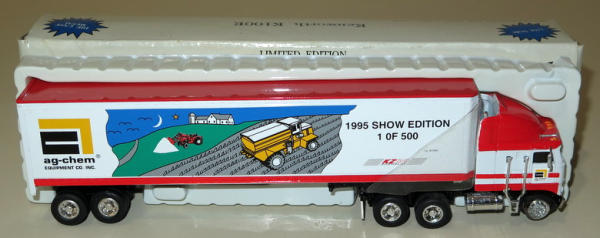 Kenworth K100E
LIMITED EDITION
ag-chem®
EQUIPMENT CO. INC.
1995 SHOW EDITION
1 OF 500